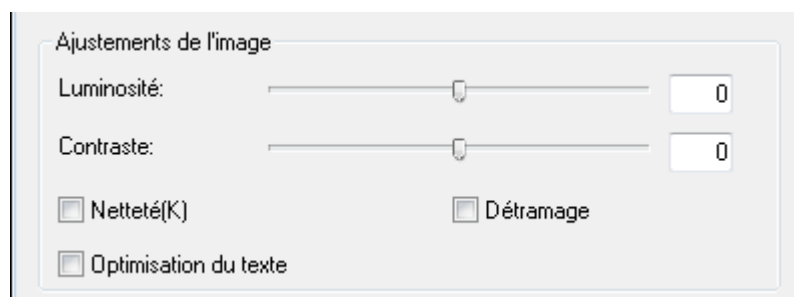 Ajustements de l'image
Luminosité: 0
Contraste: 0
Netteté(K) Détramage
Optimisation du texte